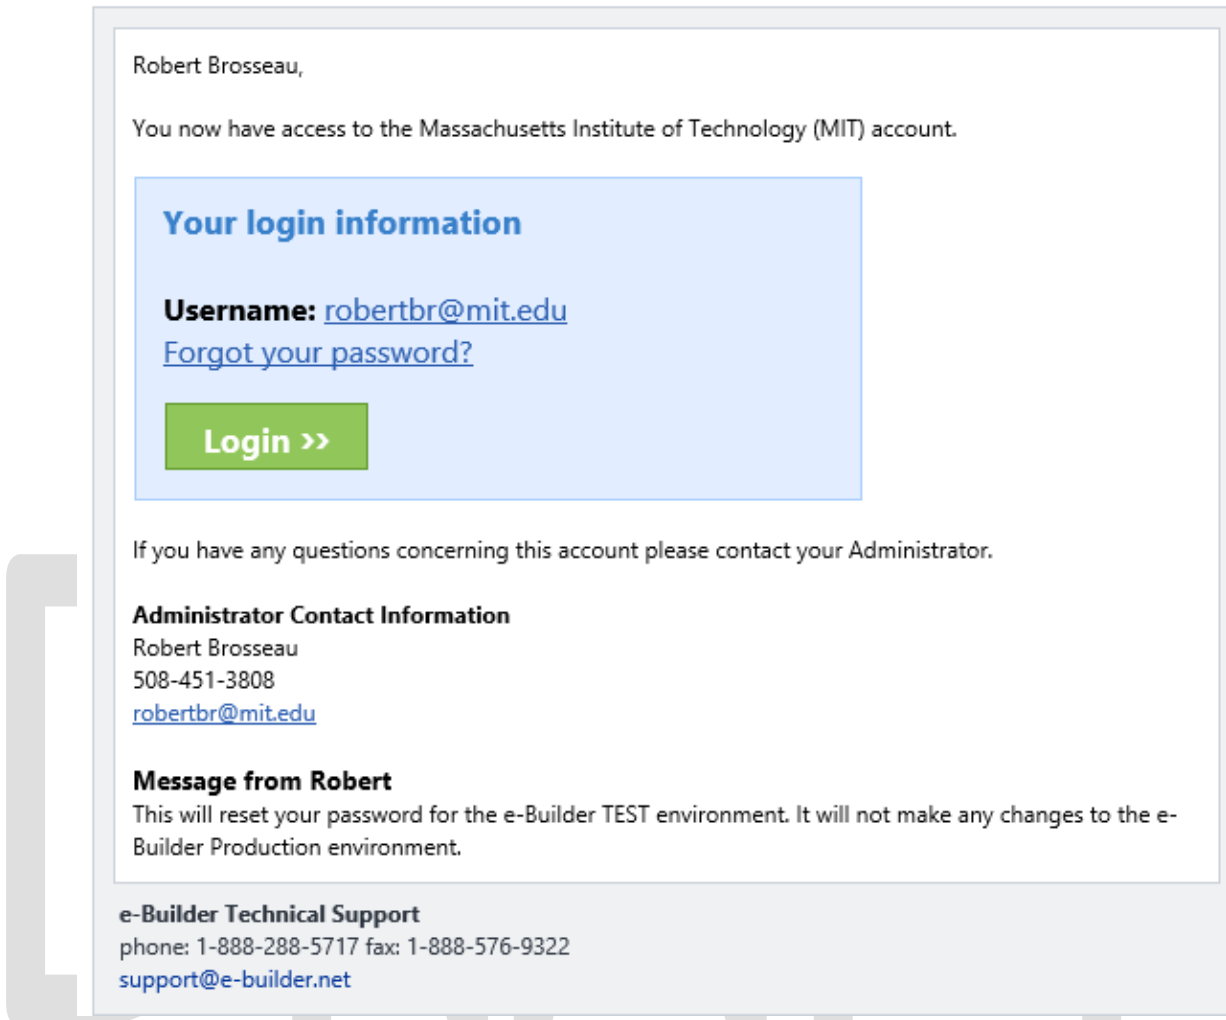 Robert Brosseau,
You now have access to the Massachusetts Institute of Technology (MIT) account.
Your login information
Username: robertbr@mit.edu
Forgot your password?
Login >>
If you have any questions concerning this account please contact your Administrator.
Administrator Contact Information
Robert Brosseau
508-451-3808
robertbr@mit.edu
Message from Robert
This will reset your password for the e-Builder TEST environment. It will not make any changes to the e-
Builder Production environment.
e-Builder Technical Support
phone: 1-888-288-5717 fax: 1-888-576-9322
support@e-builder.net